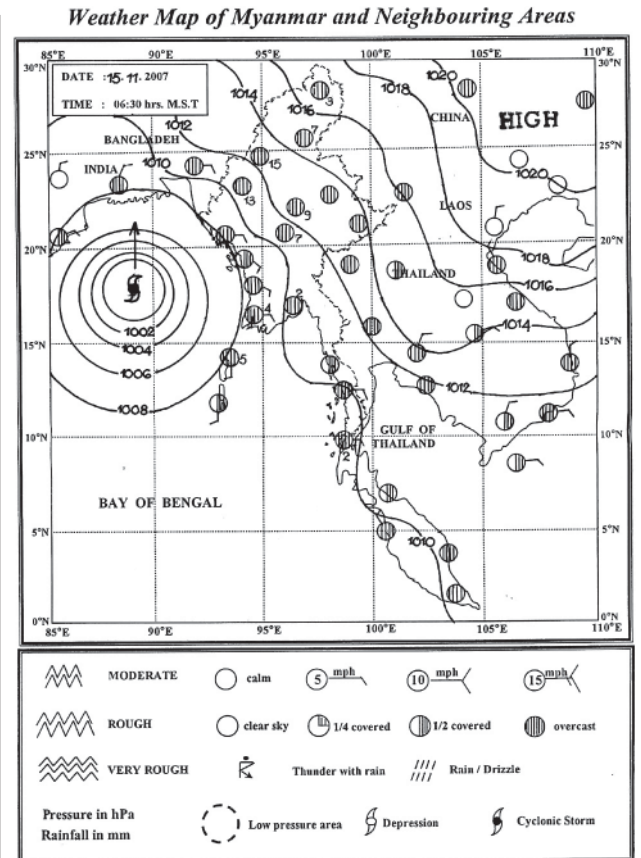 Weather Map of Myanmar and Neighbouring Areas
85°E 90°E 95°E 100°E 105°E 110°E
DATE : 15. 11. 2007
TIME : 06:30 hrs. M.S.T
30°N
30°N
1014
1016
1018
1020
3
CHINA
HIGH
1012
BANGLADEH
7
25°N
25°N
1010
INDIA
15
13
1020
9
LAOS
7
20°N
20°N
1018
THAILAND
1016
2
4
1002
1014
1004
15°N
15°N
5
1006
1012
1008
GULF OF
THAILAND
10°N
10°N
2
BAY OF BENGAL
5°N
5°N
1010
0°N
0°N
85°E 90°E 95°E 100°E 105°E 110°E
MODERATE
calm
5 mph
10 mph
15 mph
ROUGH
clear sky
1/4 covered
1/2 covered
overcast
VERY ROUGH
Thunder with rain
Rain / Drizzle
Pressure in hPa
Rainfall in mm
Low pressure area
Depression
Cyclonic Storm